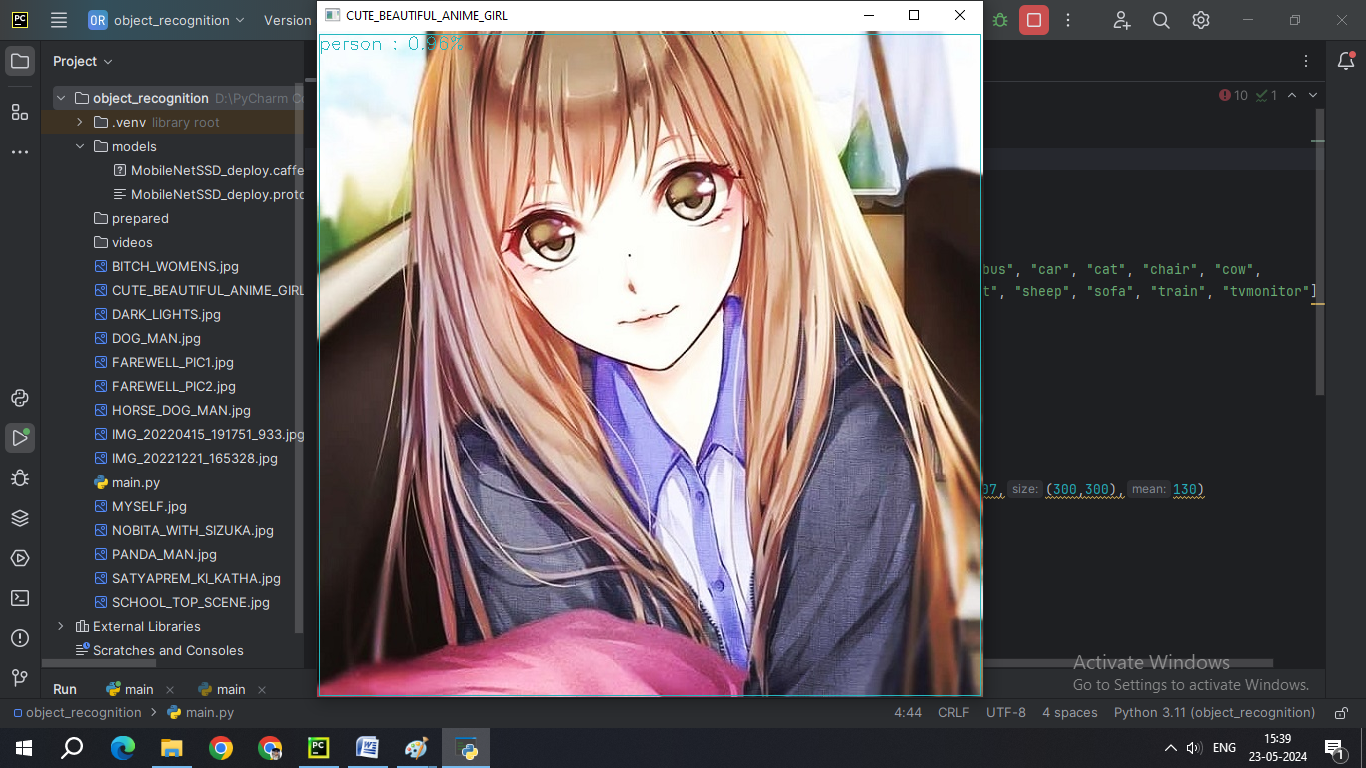 PC
OR object_recognition Version
CUTE_BEAUTIFUL_ANIME_GIRL
person : 0.96%
Project
object_recognition D:\PyCharm Co
.venv library root
models
MobileNetSSD_deploy.caffe
MobileNetSSD_deploy.proto
prepared
videos
BITCH_WOMENS.jpg
CUTE_BEAUTIFUL_ANIME_GIRL
DARK_LIGHTS.jpg
DOG_MAN.jpg
FAREWELL_PIC1.jpg
FAREWELL_PIC2.jpg
HORSE_DOG_MAN.jpg
IMG_20220415_191751_933.jpg
IMG_20221221_165328.jpg
main.py
MYSELF.jpg
NOBITA_WITH_SIZUKA.jpg
PANDA_MAN.jpg
SATYAPREM_KI_KATHA.jpg
SCHOOL_TOP_SCENE.jpg
External Libraries
Scratches and Consoles
10 1
bus", "car", "cat", "chair", "cow",
t", "sheep", "sofa", "train", "tvmonitor"]
07, size: (300,300), mean: 130)
Activate Windows
Go to Settings to activate Windows.
Run main main
object_recognition main.py
4:44 CRLF UTF-8 4 spaces Python 3.11 (object_recognition)
PC W ENG
15:39
23-05-2024
1